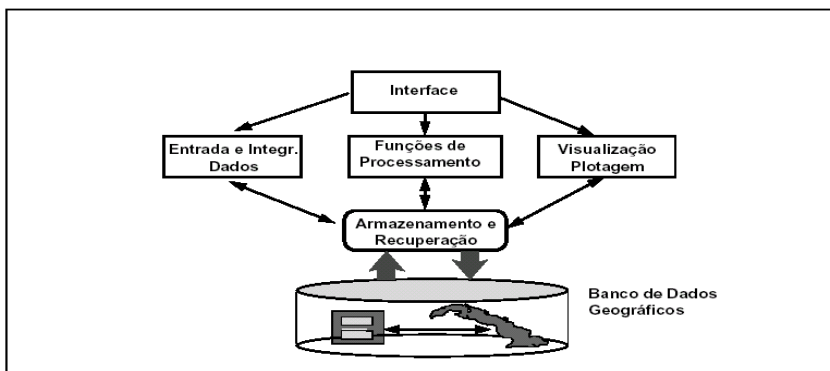 Interface
Entrada e Integr.
Dados
Funções de
Processamento
Visualização
Plotagem
Armazenamento e
Recuperação
Banco de Dados
Geográficos